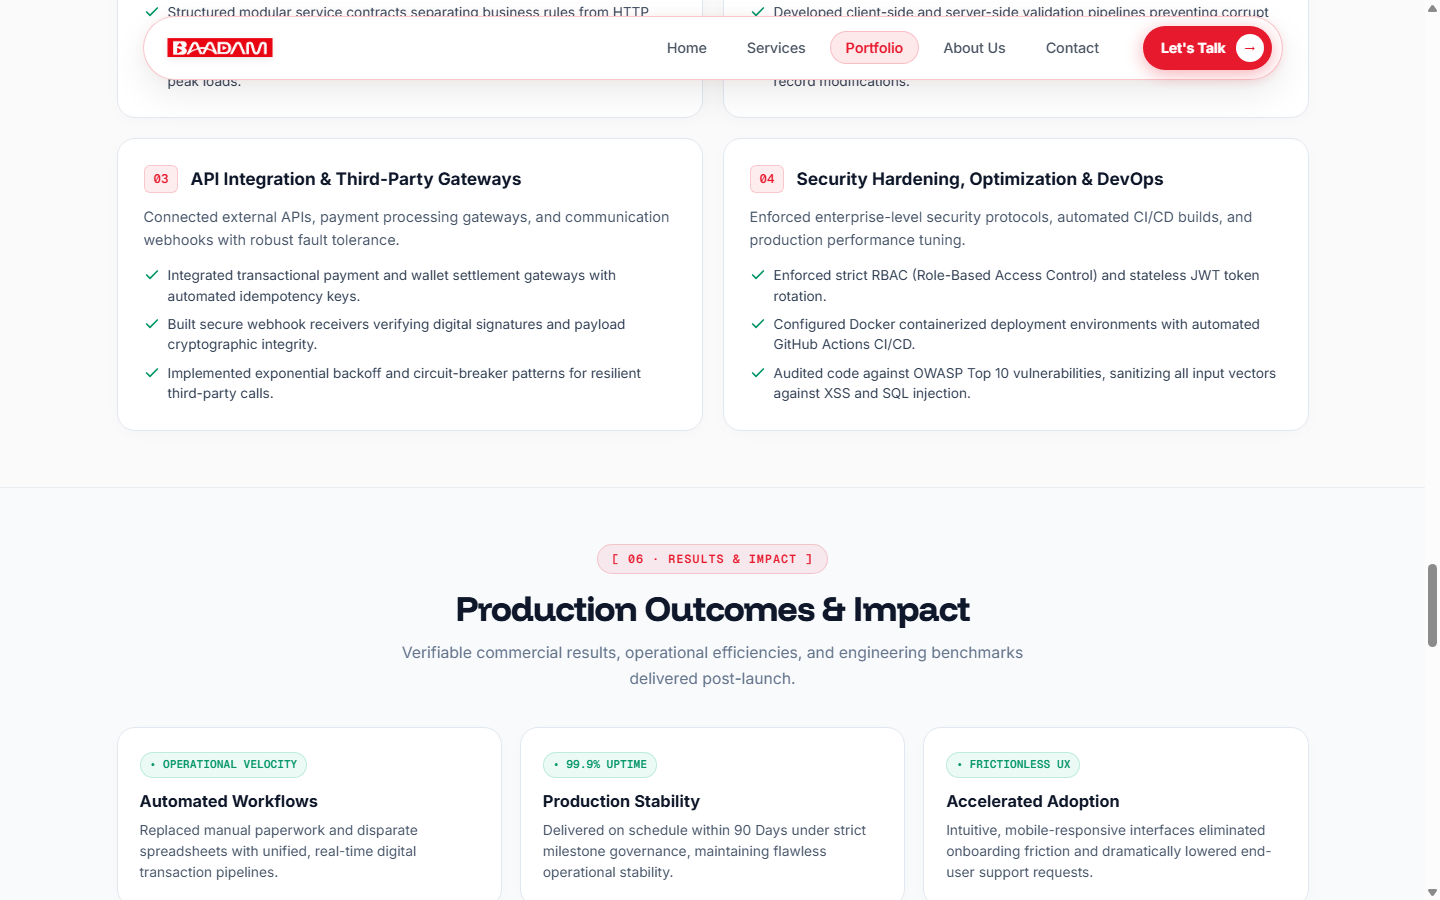 Structured modular service contracts separating business rules from HTTP
Developed client-side and server-side validation pipelines preventing corrupt
BAADAM
Home
Services
Portfolio
About Us
Contact
Let's Talk →
peak loads.
record modifications.
03
API Integration & Third-Party Gateways
Connected external APIs, payment processing gateways, and communication
webhooks with robust fault tolerance.
Integrated transactional payment and wallet settlement gateways with
automated idempotency keys.
Built secure webhook receivers verifying digital signatures and payload
cryptographic integrity.
Implemented exponential backoff and circuit-breaker patterns for resilient
third-party calls.
04
Security Hardening, Optimization & DevOps
Enforced enterprise-level security protocols, automated CI/CD builds, and
production performance tuning.
Enforced strict RBAC (Role-Based Access Control) and stateless JWT token
rotation.
Configured Docker containerized deployment environments with automated
GitHub Actions CI/CD.
Audited code against OWASP Top 10 vulnerabilities, sanitizing all input vectors
against XSS and SQL injection.
[ 06 · RESULTS & IMPACT ]
Production Outcomes & Impact
Verifiable commercial results, operational efficiencies, and engineering benchmarks
delivered post-launch.
• OPERATIONAL VELOCITY
Automated Workflows
Replaced manual paperwork and disparate
spreadsheets with unified, real-time digital
transaction pipelines.
• 99.9% UPTIME
Production Stability
Delivered on schedule within 90 Days under strict
milestone governance, maintaining flawless
operational stability.
• FRICTIONLESS UX
Accelerated Adoption
Intuitive, mobile-responsive interfaces eliminated
onboarding friction and dramatically lowered end-
user support requests.